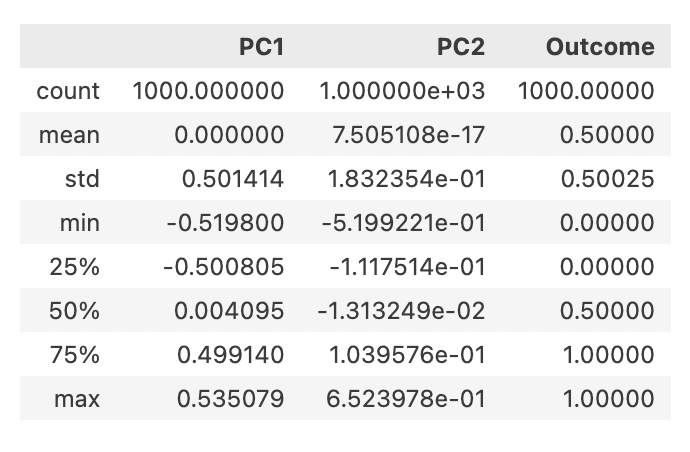 PC1 PC2 Outcome
count 1000.000000 1.000000e+03 1000.00000
mean 0.000000 7.505108e-17 0.50000
std 0.501414 1.832354e-01 0.50025
min -0.519800 -5.199221e-01 0.00000
25% -0.500805 -1.117514e-01 0.00000
50% 0.004095 -1.313249e-02 0.50000
75% 0.499140 1.039576e-01 1.00000
max 0.535079 6.523978e-01 1.00000